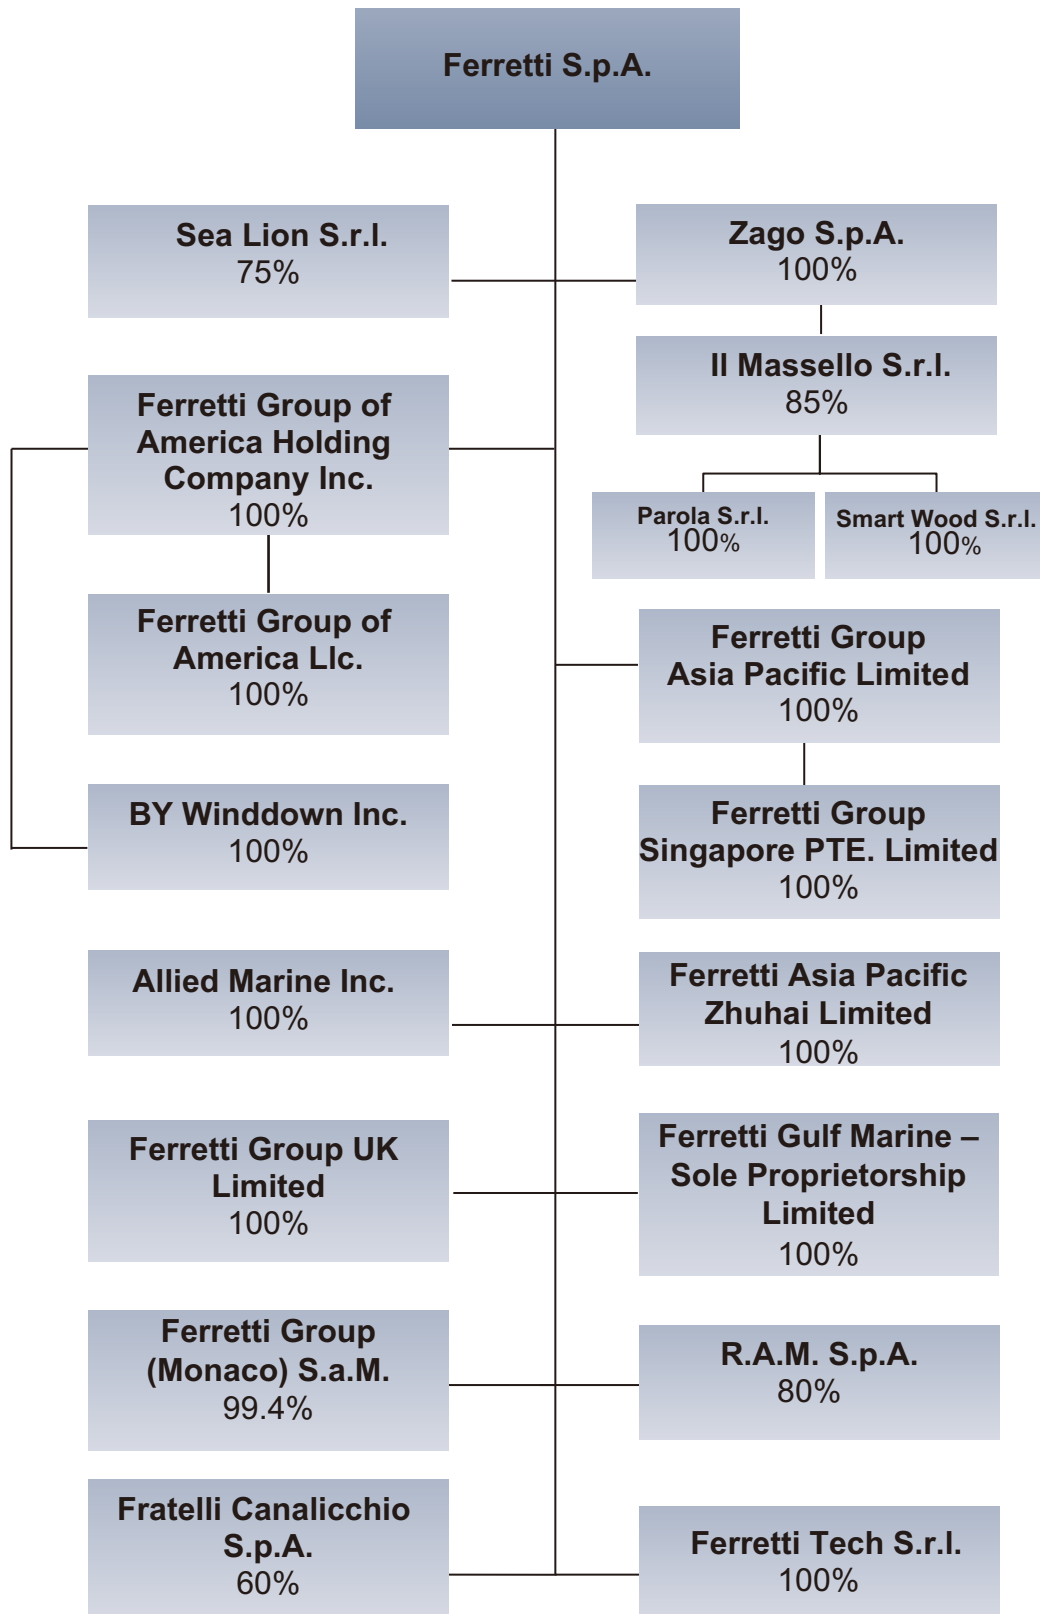 Ferretti S.p.A.
Sea Lion S.r.l.
75%
Zago S.p.A.
100%
Il Massello S.r.l.
85%
Parola S.r.l.
100%
Smart Wood S.r.l.
100%
Ferretti Group of
America Holding
Company Inc.
100%
Ferretti Group of
America Llc.
100%
BY Winddown Inc.
100%
Ferretti Group
Asia Pacific Limited
100%
Ferretti Group
Singapore PTE. Limited
100%
Allied Marine Inc.
100%
Ferretti Asia Pacific
Zhuhai Limited
100%
Ferretti Group UK
Limited
100%
Ferretti Gulf Marine –
Sole Proprietorship
Limited
100%
Ferretti Group
(Monaco) S.a.M.
99.4%
R.A.M. S.p.A.
80%
Fratelli Canalicchio
S.p.A.
60%
Ferretti Tech S.r.l.
100%